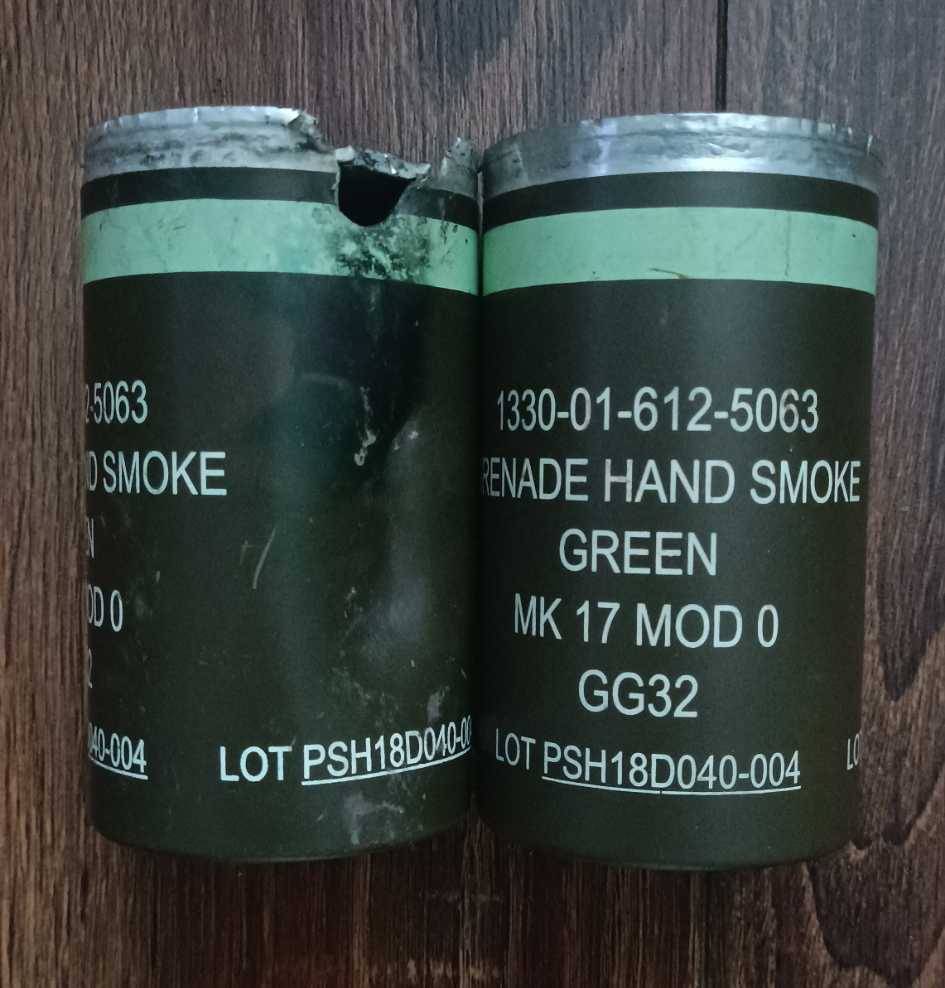 2-5063
D SMOKE
N
OD 0
2
040-004
LOT PSH18D040-00
1330-01-612-5063
RENADE HAND SMOKE
GREEN
MK 17 MOD 0
GG32
LOT PSH18D040-004
LO